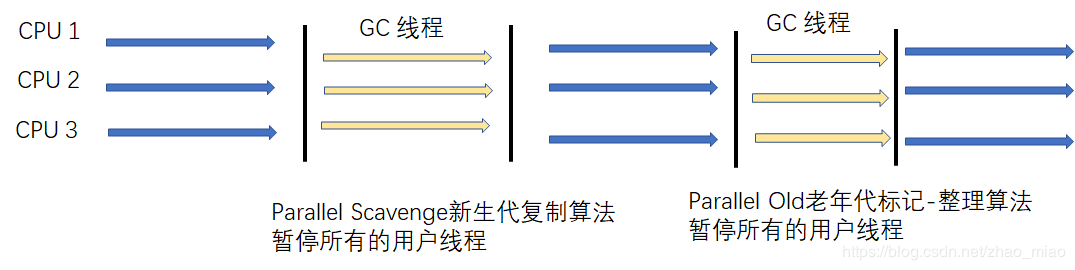 CPU 1
CPU 2
CPU 3
GC 线程
GC 线程
Parallel Scavenge新生代复制算法
暂停所有的用户线程
Parallel Old老年代标记-整理算法
暂停所有的用户线程
https://blog.csdn.net/zhao_miao